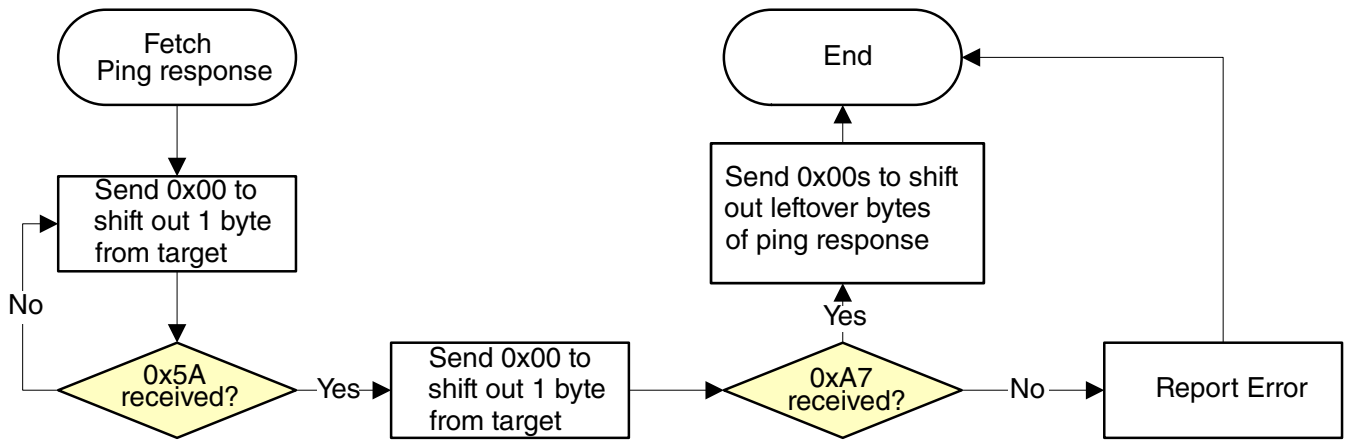 Fetch
Ping response
Send 0x00 to
shift out 1 byte
from target
No
0x5A
received?
Yes
Send 0x00 to
shift out 1 byte
from target
0xA7
received?
Yes
Send 0x00s to shift
out leftover bytes
of ping response
End
No
Report Error